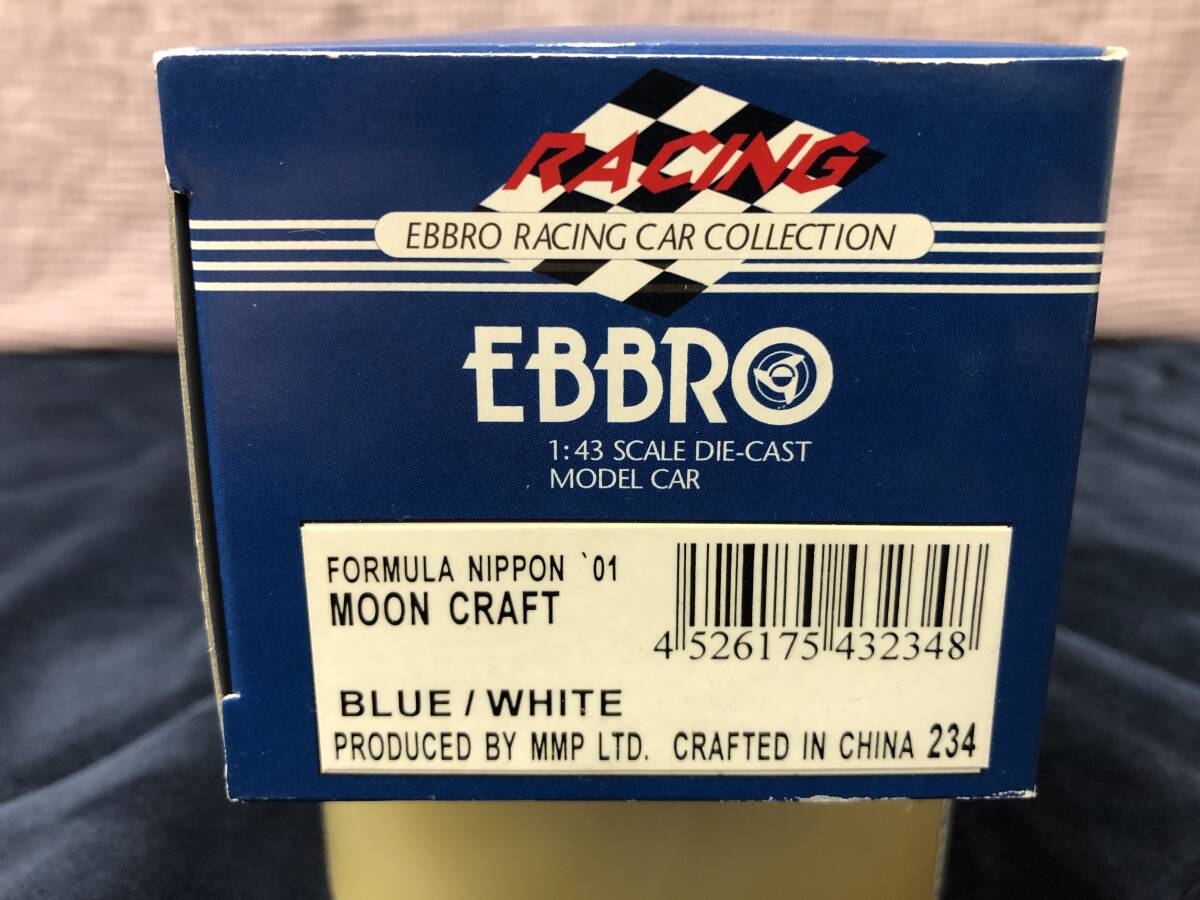 RACING
EBBRO RACING CAR COLLECTION
EBBRO
1:43 SCALE DIE-CAST
MODEL CAR
FORMULA NIPPON `01
MOON CRAFT
4 526175 432348
BLUE / WHITE
PRODUCED BY MMP LTD. CRAFTED IN CHINA 234